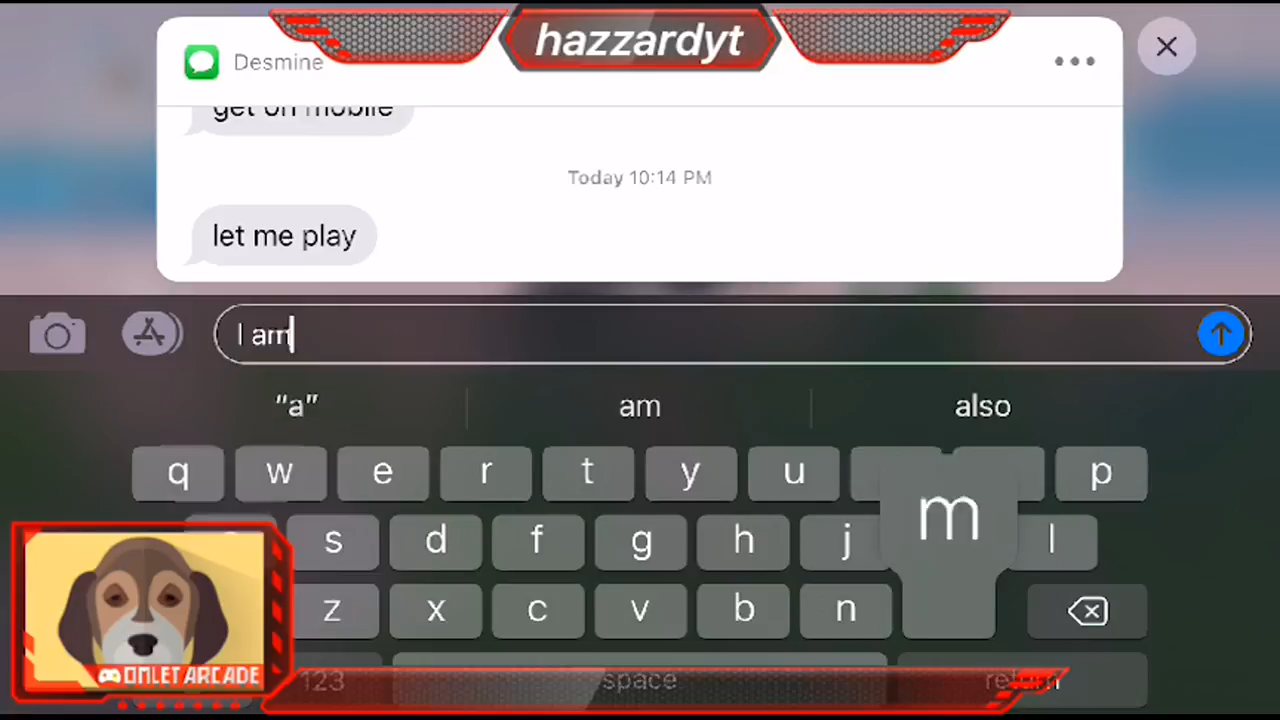 hazzardyt
Desmine
get on mobile
Today 10:14 PM
let me play
I am
“a” am also
q w e r t y u p
s d f g h j m l
z x c v b n
OMLET ARCADE
123 space return